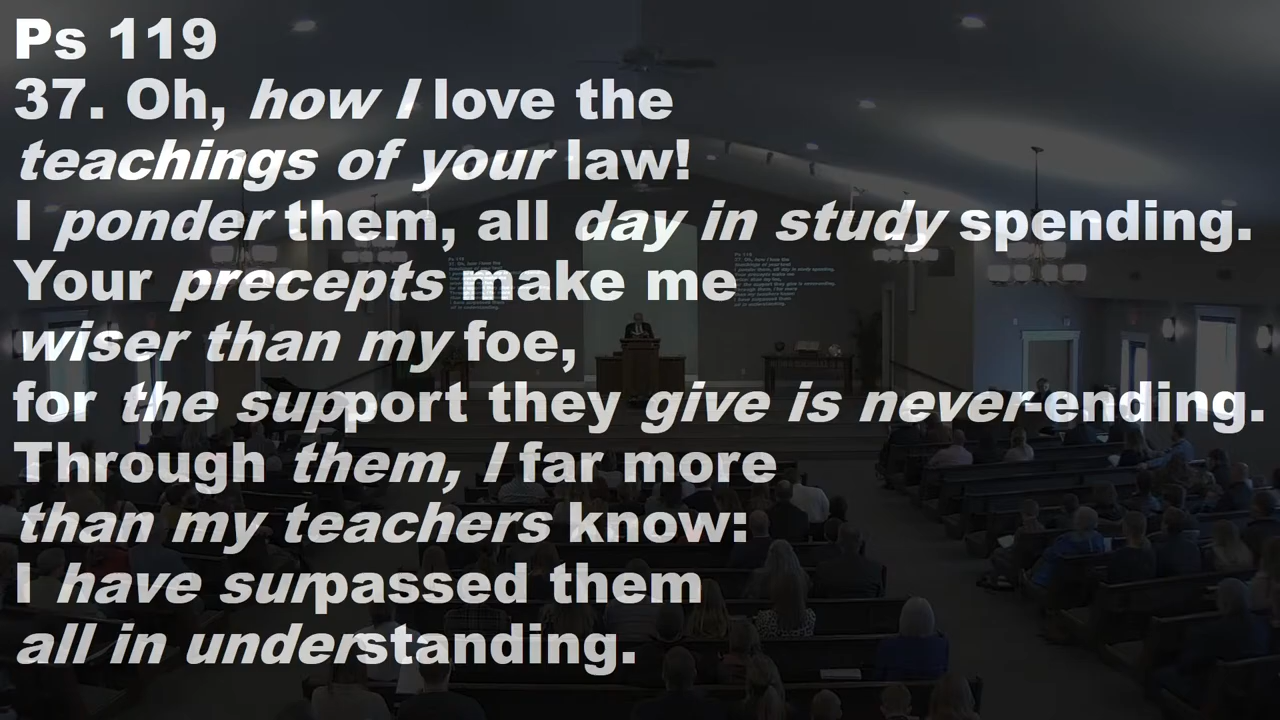 Ps 119
37. Oh, how I love the
teachings of your law!
I ponder them, all day in study spending.
Your precepts make me
wiser than my foe,
for the support they give is never-ending.
Through them, I far more
than my teachers know:
I have surpassed them
all in understanding.